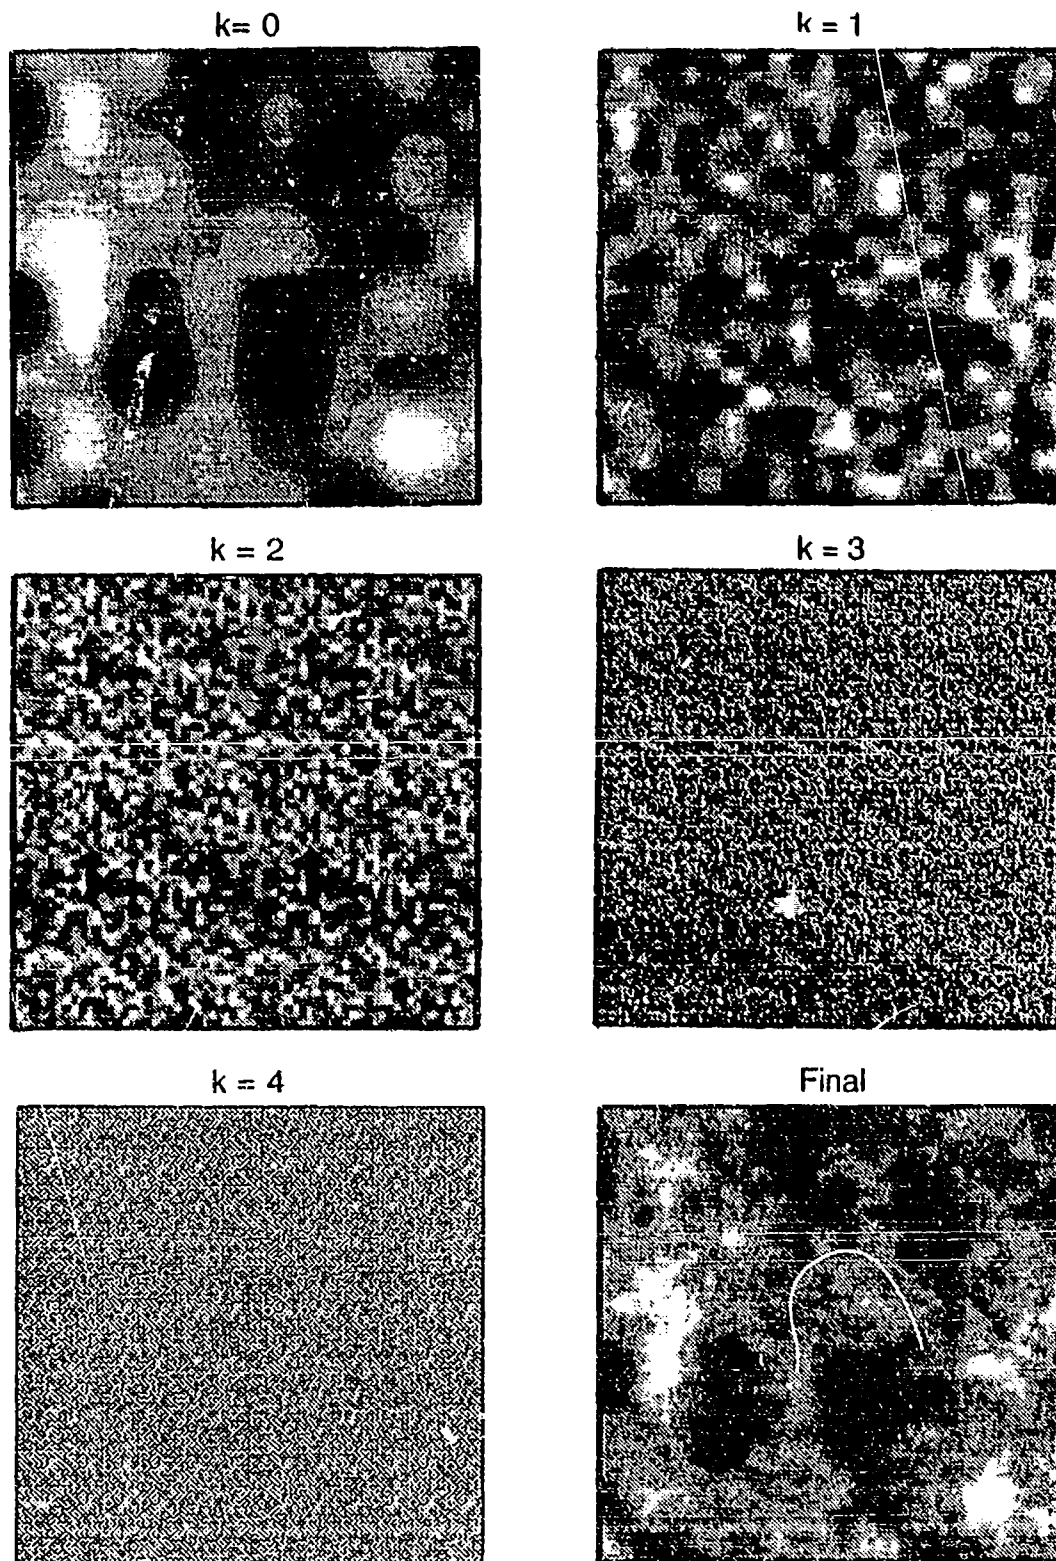 k= 0
k = 1
k = 2
k = 3
k = 4
Final